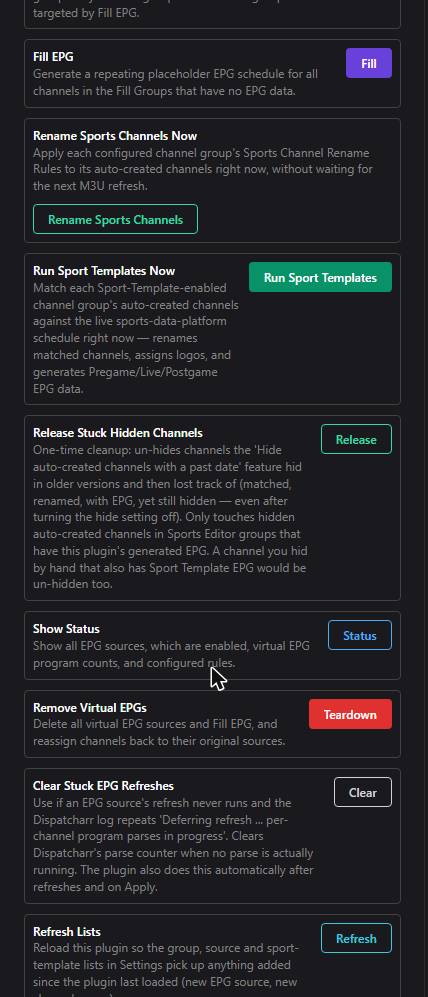 targeted by Fill EPG.
Fill EPG
Generate a repeating placeholder EPG schedule for all
channels in the Fill Groups that have no EPG data.
Fill
Rename Sports Channels Now
Apply each configured channel group's Sports Channel Rename
Rules to its auto-created channels right now, without waiting for
the next M3U refresh.
Rename Sports Channels
Run Sport Templates Now
Match each Sport-Template-enabled
channel group's auto-created channels
against the live sports-data-platform
schedule right now — renames
matched channels, assigns logos, and
generates Pregame/Live/Postgame
EPG data.
Run Sport Templates
Release Stuck Hidden Channels
One-time cleanup: un-hides channels the 'Hide
auto-created channels with a past date' feature hid
in older versions and then lost track of (matched,
renamed, with EPG, yet still hidden — even after
turning the hide setting off). Only touches hidden
auto-created channels in Sports Editor groups that
have this plugin's generated EPG. A channel you hid
by hand that also has Sport Template EPG would be
un-hidden too.
Release
Show Status
Show all EPG sources, which are enabled, virtual EPG
program counts, and configured rules.
Status
Remove Virtual EPGs
Delete all virtual EPG sources and Fill EPG, and
reassign channels back to their original sources.
Teardown
Clear Stuck EPG Refreshes
Use if an EPG source's refresh never runs and the
Dispatcharr log repeats 'Deferring refresh ... per-
channel program parses in progress'. Clears
Dispatcharr's parse counter when no parse is actually
running. The plugin also does this automatically after
refreshes and on Apply.
Clear
Refresh Lists
Reload this plugin so the group, source and sport-
template lists in Settings pick up anything added
since the plugin last loaded (new EPG source, new
Refresh